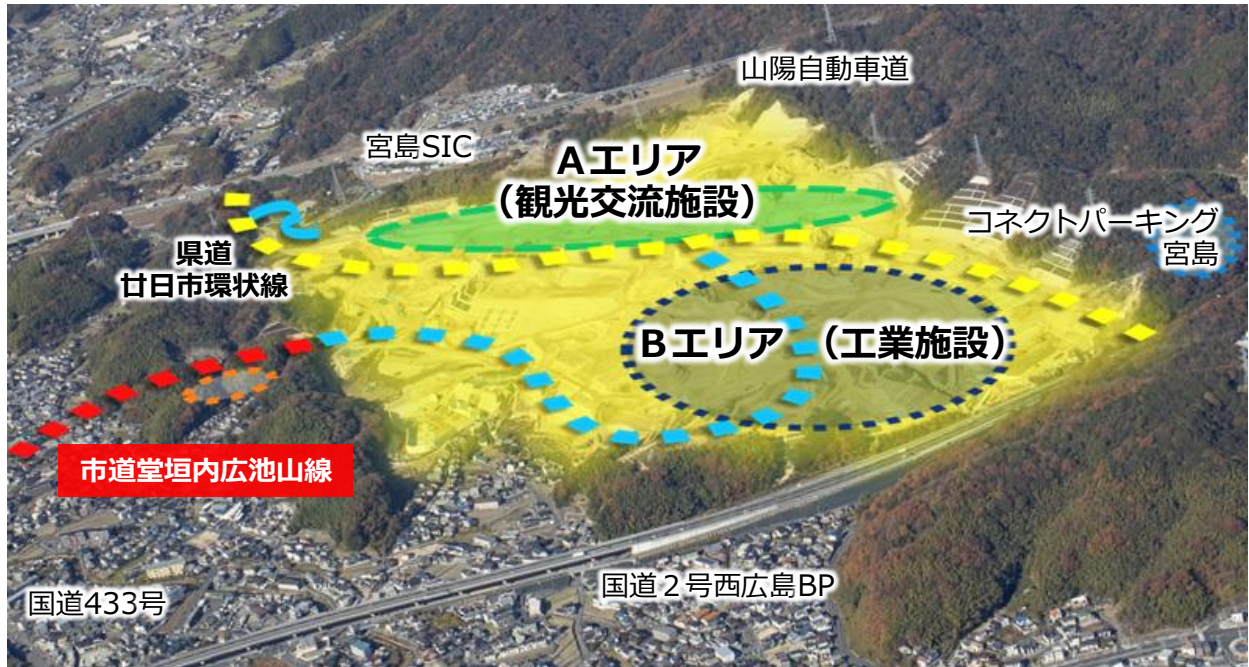 山陽自動車道
宮島SIC
Aエリア
（観光交流施設）
コネクトパーキング
宮島
県道
廿日市環状線
Bエリア （工業施設）
市道堂垣内広池山線
国道433号
国道２号西広島BP